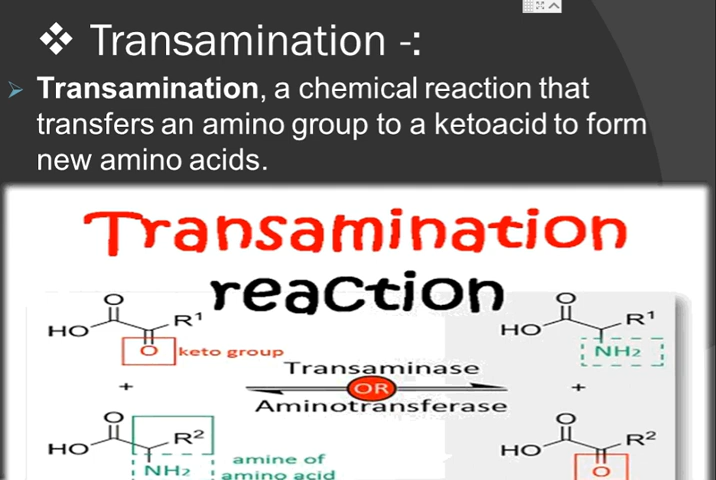 ❖ Transamination -:
➢ Transamination, a chemical reaction that
transfers an amino group to a ketoacid to form
new amino acids.
Transamination
reaction
O
HO
R¹
O
keto group
+
O
HO
R²
NH₂
amine of
amino acid
Transaminase
OR
Aminotransferase
O
HO
R¹
NH₂
+
O
HO
R²
O